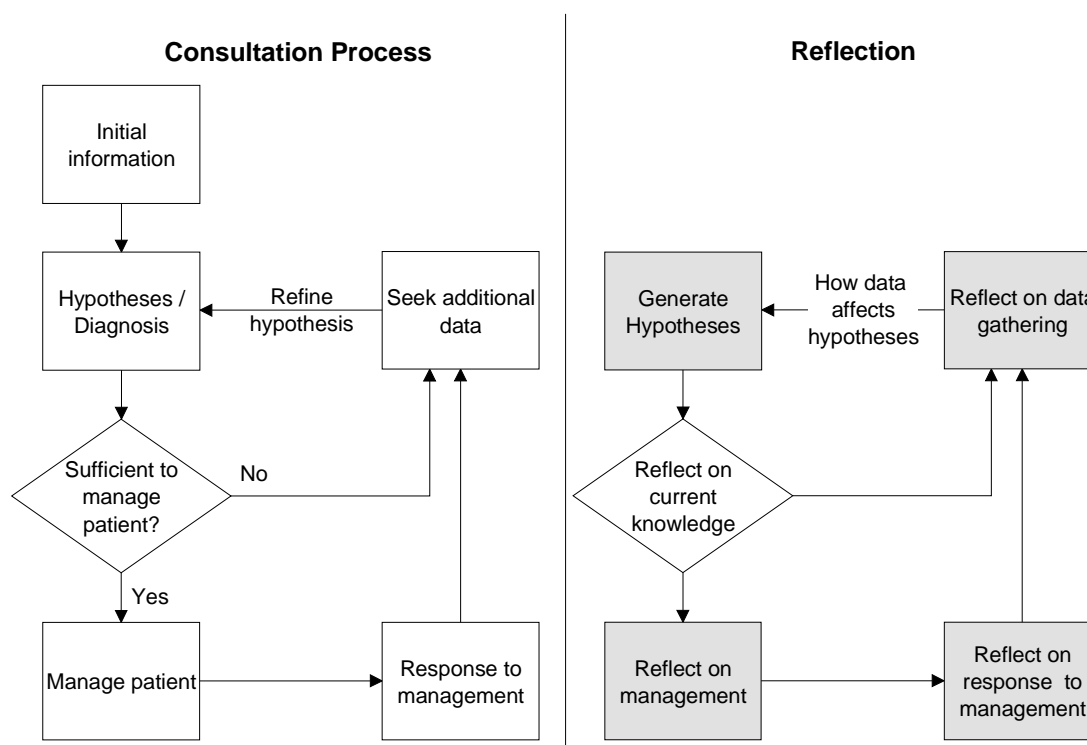 Consultation Process
Initial
information
Hypotheses /
Diagnosis
Refine
hypothesis
Seek additional
data
Sufficient to
manage
patient?
No
Yes
Manage patient
Response to
management
Reflection
Generate
Hypotheses
How data
affects
hypotheses
Reflect on data
gathering
Reflect on
current
knowledge
Reflect on
management
Reflect on
response to
management